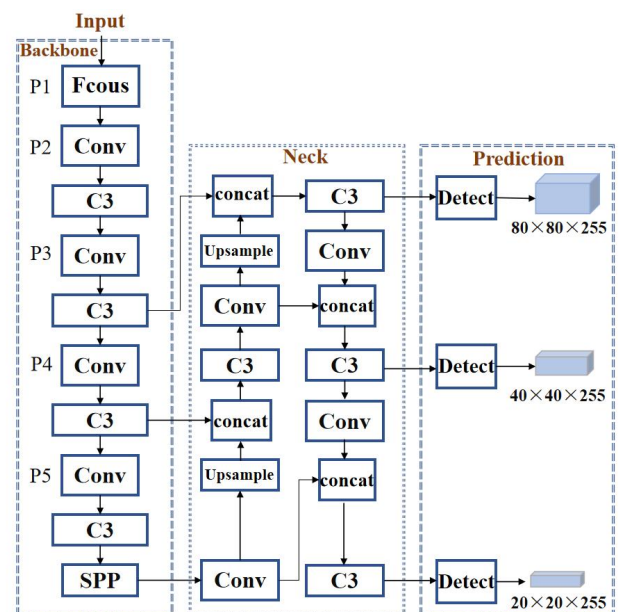 Input
Backbone
P1
Fcous
P2
Conv
C3
P3
Conv
C3
P4
Conv
C3
P5
Conv
C3
SPP
Neck
concat
C3
Upsample
Conv
Conv
concat
C3
C3
concat
Conv
Upsample
concat
Conv
C3
Prediction
Detect
80×80×255
Detect
40×40×255
Detect
20×20×255